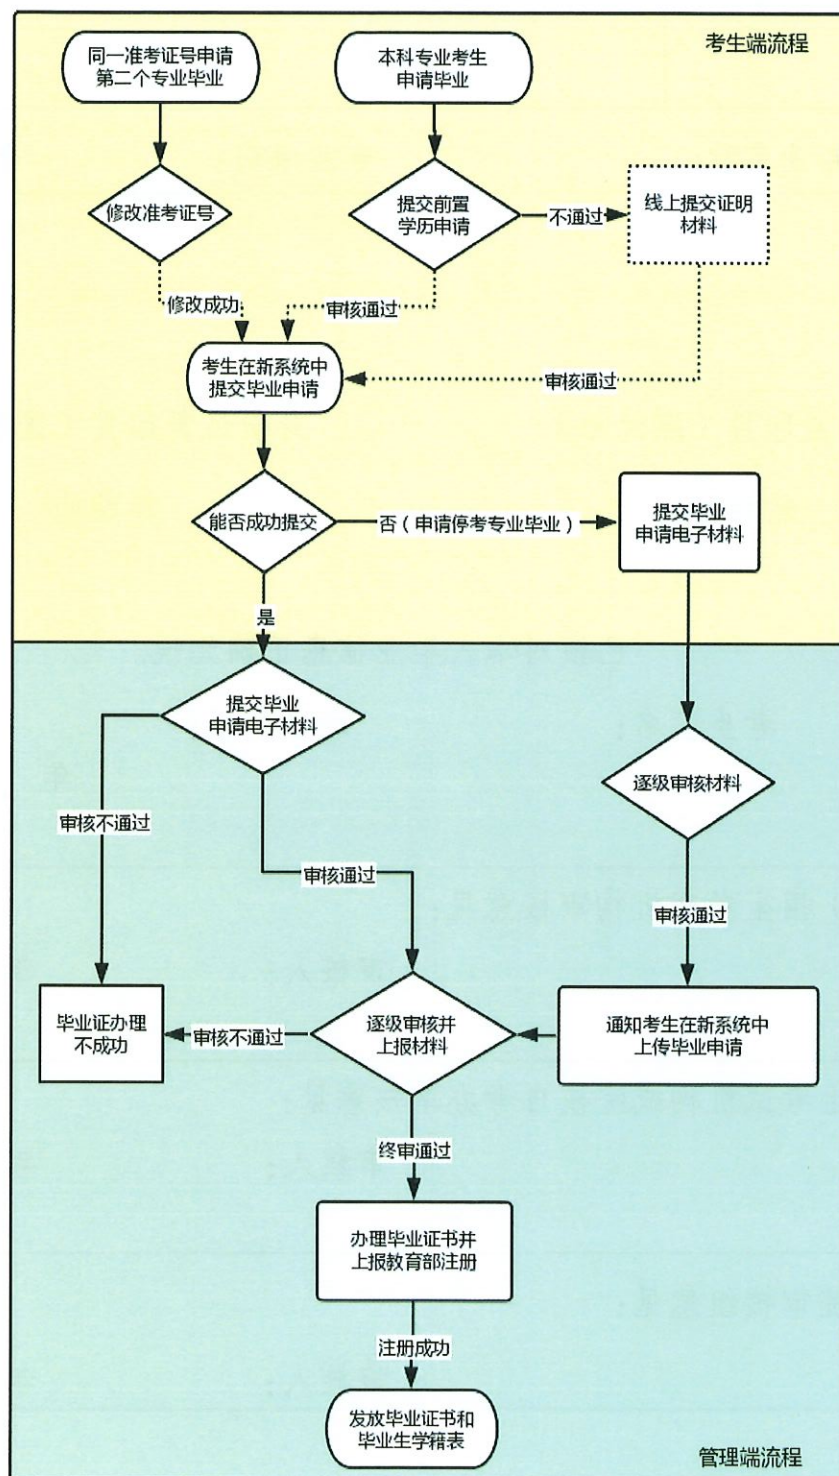 考生端流程
同一准考证号申请
第二个专业毕业
本科专业考生
申请毕业
修改准考证号
提交前置
学历申请
不通过
线上提交证明
材料
修改成功
审核通过
审核通过
考生在新系统中
提交毕业申请
能否成功提交
否（申请停考专业毕业）
提交毕业
申请电子材料
是
提交毕业
申请电子材料
逐级审核材料
审核不通过
审核通过
审核通过
毕业证办理
不成功
审核不通过
逐级审核并
上报材料
通知考生在新系统中
上传毕业申请
终审通过
办理毕业证书并
上报教育部注册
注册成功
发放毕业证书和
毕业生学籍表
管理端流程